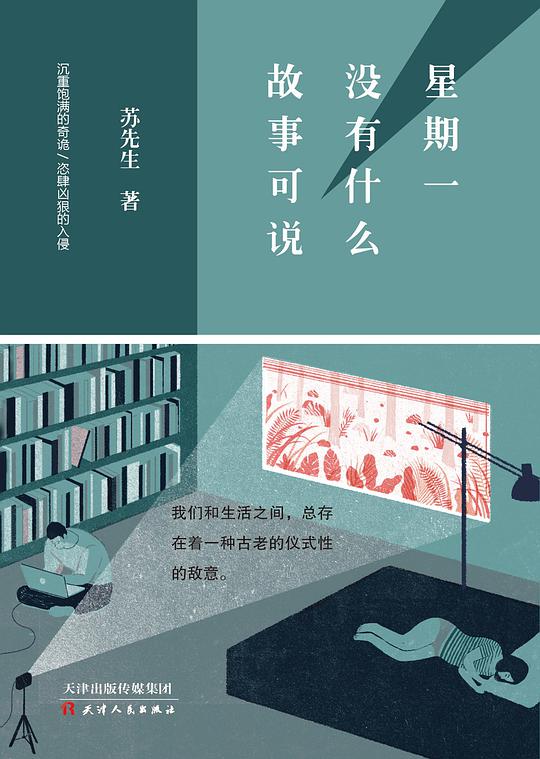 星期一
没有什么
故事可说
苏先生 著
沉重饱满的奇诡/恣肆凶狠的入侵
我们和生活之间，总存
在着一种古老的仪式性
的敌意。
天津出版传媒集团
天津人民出版社